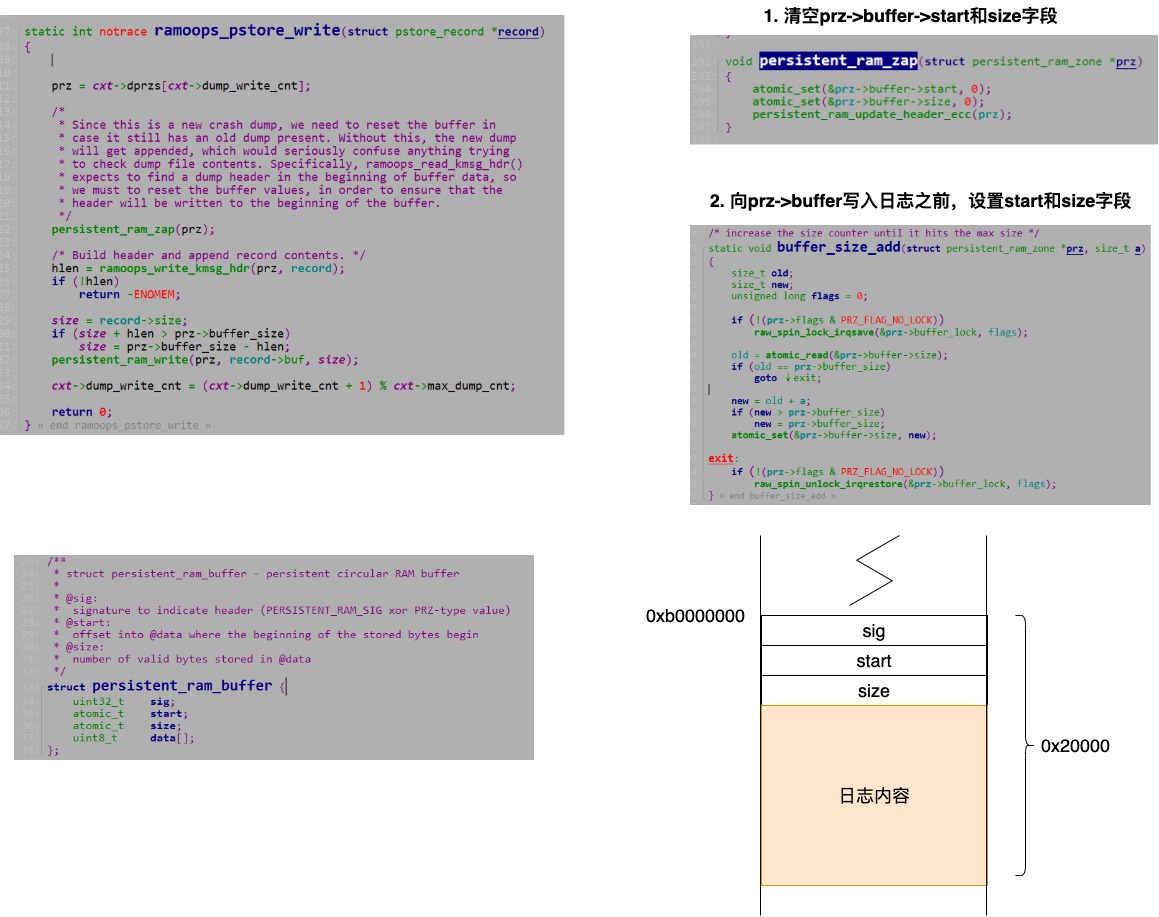 static int notrace ramoops_pstore_write(struct pstore_record *record)
{
prz = cxt->dprzs[cxt->dump_write_cnt];
/*
* Since this is a new crash dump, we need to reset the buffer in
* case it still has an old dump present. Without this, the new dump
* will get appended, which would seriously confuse anything trying
* to check dump file contents. Specifically, ramoops_read_kmsg_hdr()
* expects to find a dump header in the beginning of buffer data, so
* we must to reset the buffer values, in order to ensure that the
* header will be written to the beginning of the buffer.
*/
persistent_ram_zap(prz);
/* Build header and append record contents. */
hlen = ramoops_write_kmsg_hdr(prz, record);
if (!hlen)
return -ENOMEM;
size = record->size;
if (size + hlen > prz->buffer_size)
size = prz->buffer_size - hlen;
persistent_ram_write(prz, record->buf, size);
cxt->dump_write_cnt = (cxt->dump_write_cnt + 1) % cxt->max_dump_cnt;
return 0;
} « end ramoops_pstore_write »
1. 清空prz->buffer->start和size字段
void persistent_ram_zap(struct persistent_ram_zone *prz)
{
atomic_set(&prz->buffer->start, 0);
atomic_set(&prz->buffer->size, 0);
persistent_ram_update_header_ecc(prz);
}
2. 向prz->buffer写入日志之前，设置start和size字段
/* increase the size counter until it hits the max size */
static void buffer_size_add(struct persistent_ram_zone *prz, size_t a)
{
size_t old;
size_t new;
unsigned long flags = 0;
if (!(prz->flags & PRZ_FLAG_NO_LOCK))
raw_spin_lock_irqsave(&prz->buffer_lock, flags);
old = atomic_read(&prz->buffer->size);
if (old == prz->buffer_size)
goto ↓exit;
new = old + a;
if (new > prz->buffer_size)
new = prz->buffer_size;
atomic_set(&prz->buffer->size, new);
exit:
if (!(prz->flags & PRZ_FLAG_NO_LOCK))
raw_spin_unlock_irqrestore(&prz->buffer_lock, flags);
} « end buffer_size_add »
23: /**
24: * struct persistent_ram_buffer - persistent circular RAM buffer
25: *
26: * @sig:
27: * signature to indicate header (PERSISTENT_RAM_SIG xor PRZ-type value)
28: * @start:
29: * offset into @data where the beginning of the stored bytes begin
30: * @size:
31: * number of valid bytes stored in @data
32: */
33: struct persistent_ram_buffer {
34: uint32_t sig;
35: atomic_t start;
36: atomic_t size;
37: uint8_t data[];
38: };
0xb0000000
sig
start
size
日志内容
0x20000